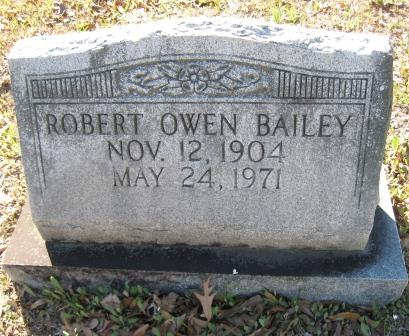 ROBERT OWEN BAILEY
NOV. 12, 1904
MAY 24, 1971